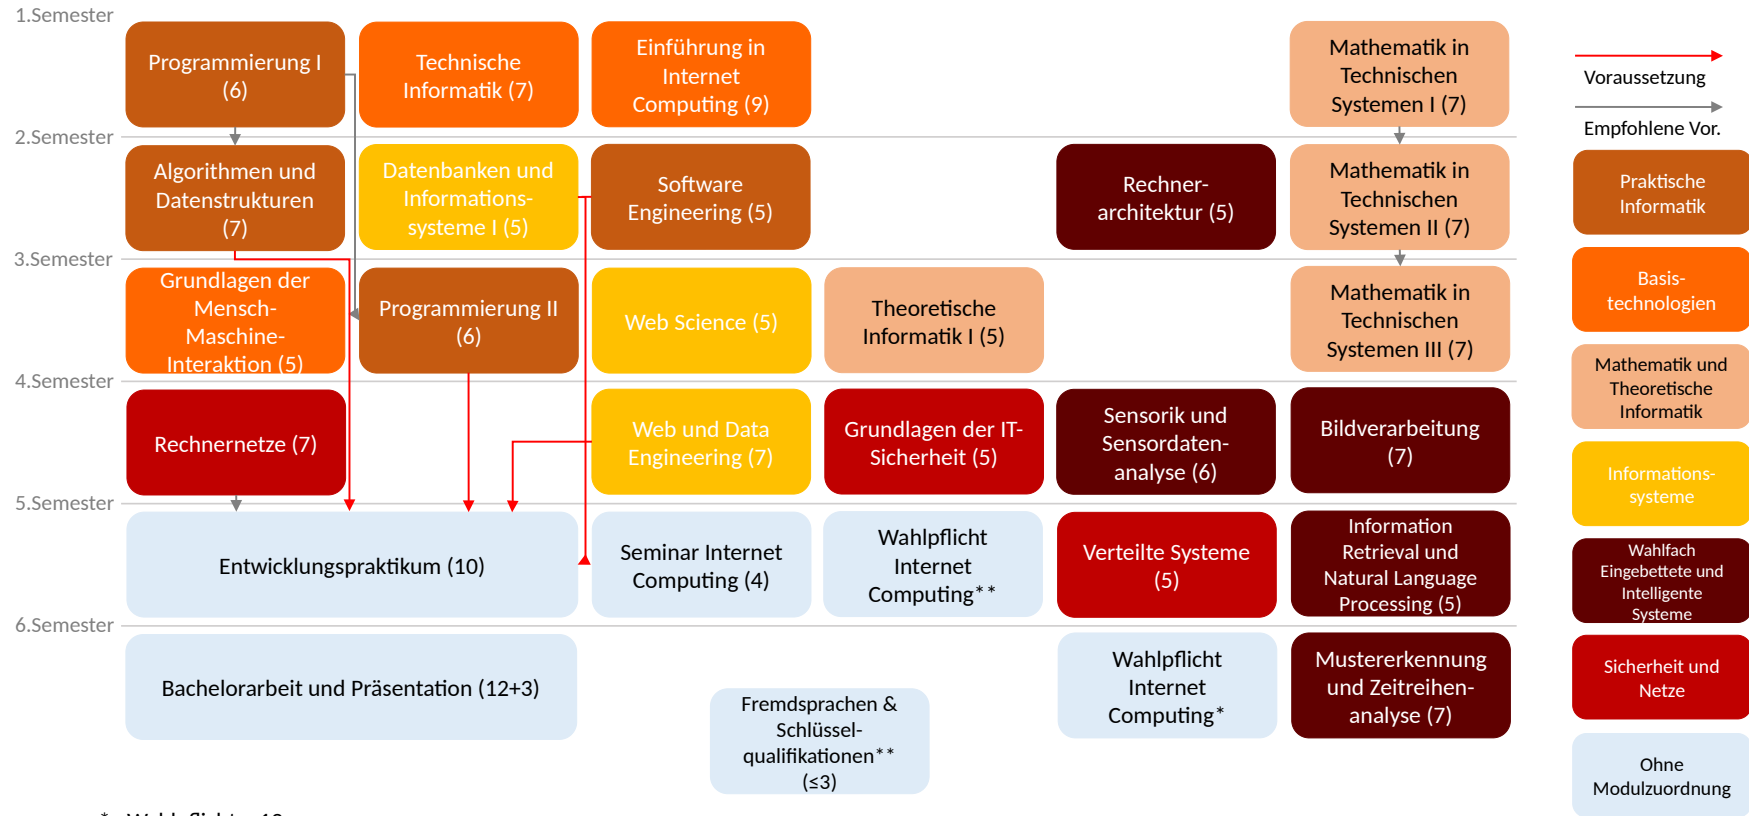 1.Semester
Programmierung I
(6)
Technische
Informatik (7)
Einführung in
Internet
Computing (9)
Mathematik in
Technischen
Systemen I (7)
2.Semester
Algorithmen und
Datenstrukturen
(7)
Datenbanken und
Informations-
systeme I (5)
Software
Engineering (5)
Rechner-
architektur (5)
Mathematik in
Technischen
Systemen II (7)
3.Semester
Grundlagen der
Mensch-
Maschine-
Interaktion (5)
Programmierung II
(6)
Web Science (5)
Theoretische
Informatik I (5)
Mathematik in
Technischen
Systemen III (7)
4.Semester
Rechnernetze (7)
Web und Data
Engineering (7)
Grundlagen der IT-
Sicherheit (5)
Sensorik und
Sensordaten-
analyse (6)
Bildverarbeitung
(7)
5.Semester
Entwicklungspraktikum (10)
Seminar Internet
Computing (4)
Wahlpflicht
Internet
Computing**
Verteilte Systeme
(5)
Information
Retrieval und
Natural Language
Processing (5)
6.Semester
Bachelorarbeit und Präsentation (12+3)
Fremdsprachen &
Schlüssel-
qualifikationen**
(≤3)
Wahlpflicht
Internet
Computing*
Mustererkennung
und Zeitreihen-
analyse (7)
Voraussetzung
Empfohlene Vor.
Praktische
Informatik
Basis-
technologien
Mathematik und
Theoretische
Informatik
Informations-
systeme
Wahlfach
Eingebettete und
Intelligente
Systeme
Sicherheit und
Netze
Ohne
Modulzuordnung